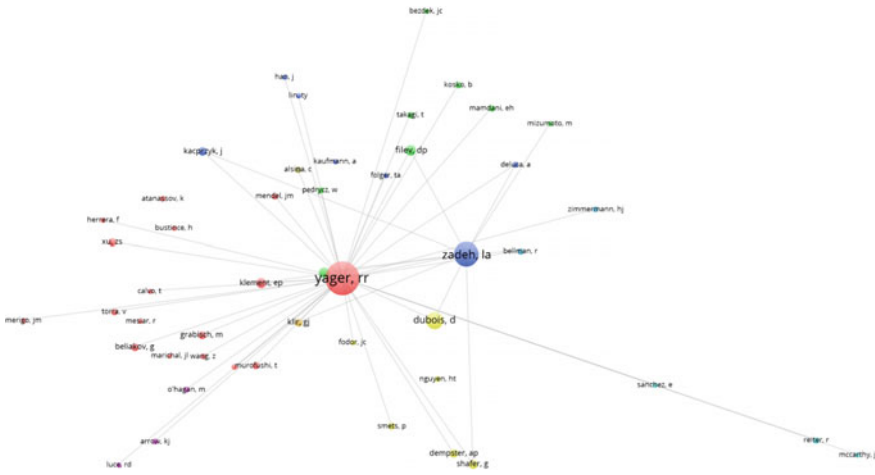 bezdek, jc
han, j
kosko, b
mamdani, eh
takagi, t
mizumoto, m
kacprzyk, j
filev, dp
kaufmann, a
alsina, c
deluca, a
folger, ta
pedrycz, w
mendel, jm
atanassov, k
zimmermann, hj
herrera, f
bustince, h
xu, zs
bellman, r
zadeh, la
yager, rr
klement, ep
calvo, t
torra, v
merigo, jm
mesiar, r
klir, gj
dubois, d
grabisch, m
fodor, jc
beliakov, g
marichal, jl
wang, z
murofushi, t
nguyen, ht
sanchez, e
o'hagan, m
smets, p
arrow, kj
reiter, r
dempster, ap
mccarthy, j
luce, rd
shafer, g